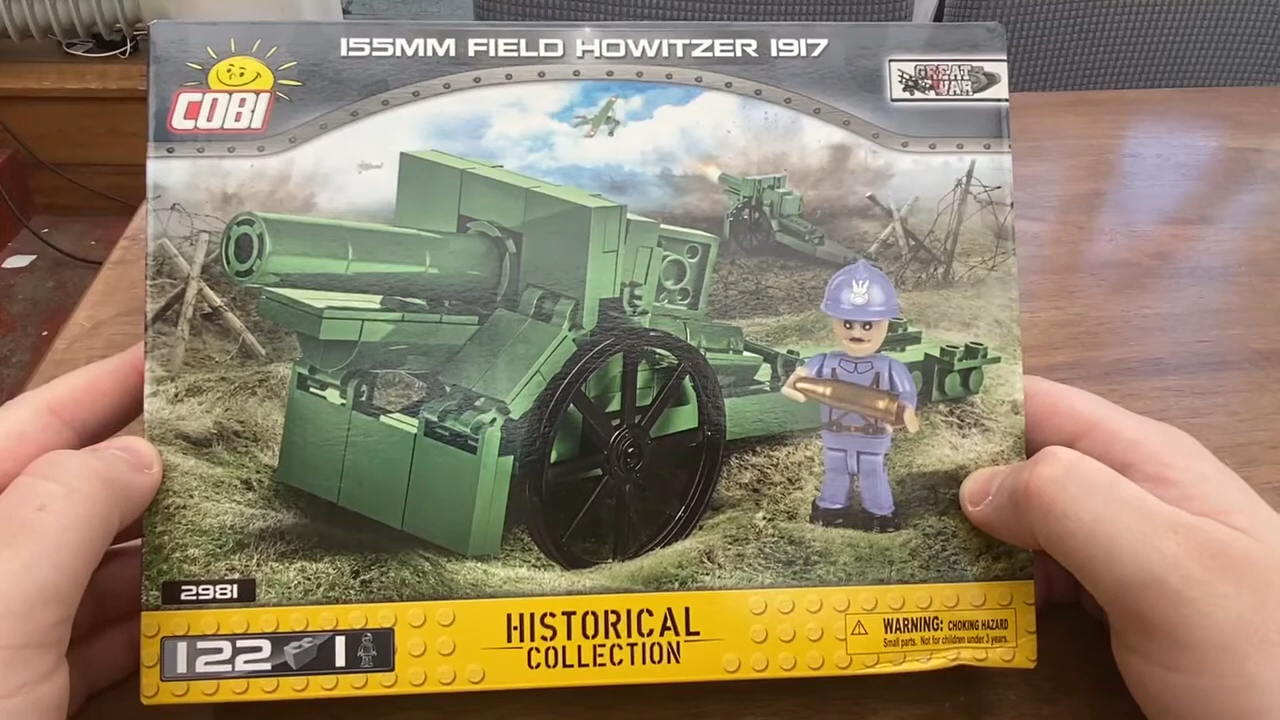 155MM FIELD HOWITZER 1917
COBI
GREAT
WAR
2981
122 1
HISTORICAL
COLLECTION
WARNING: CHOKING HAZARD
Small parts. Not for children under 3 years.